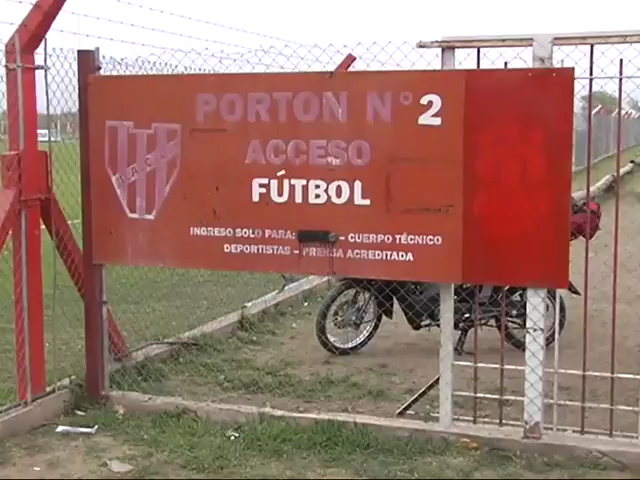 PORTON N° 2
ACCESO
FÚTBOL
INGRESO SOLO PARA: – CUERPO TÉCNICO
DEPORTISTAS – PRENSA ACREDITADA